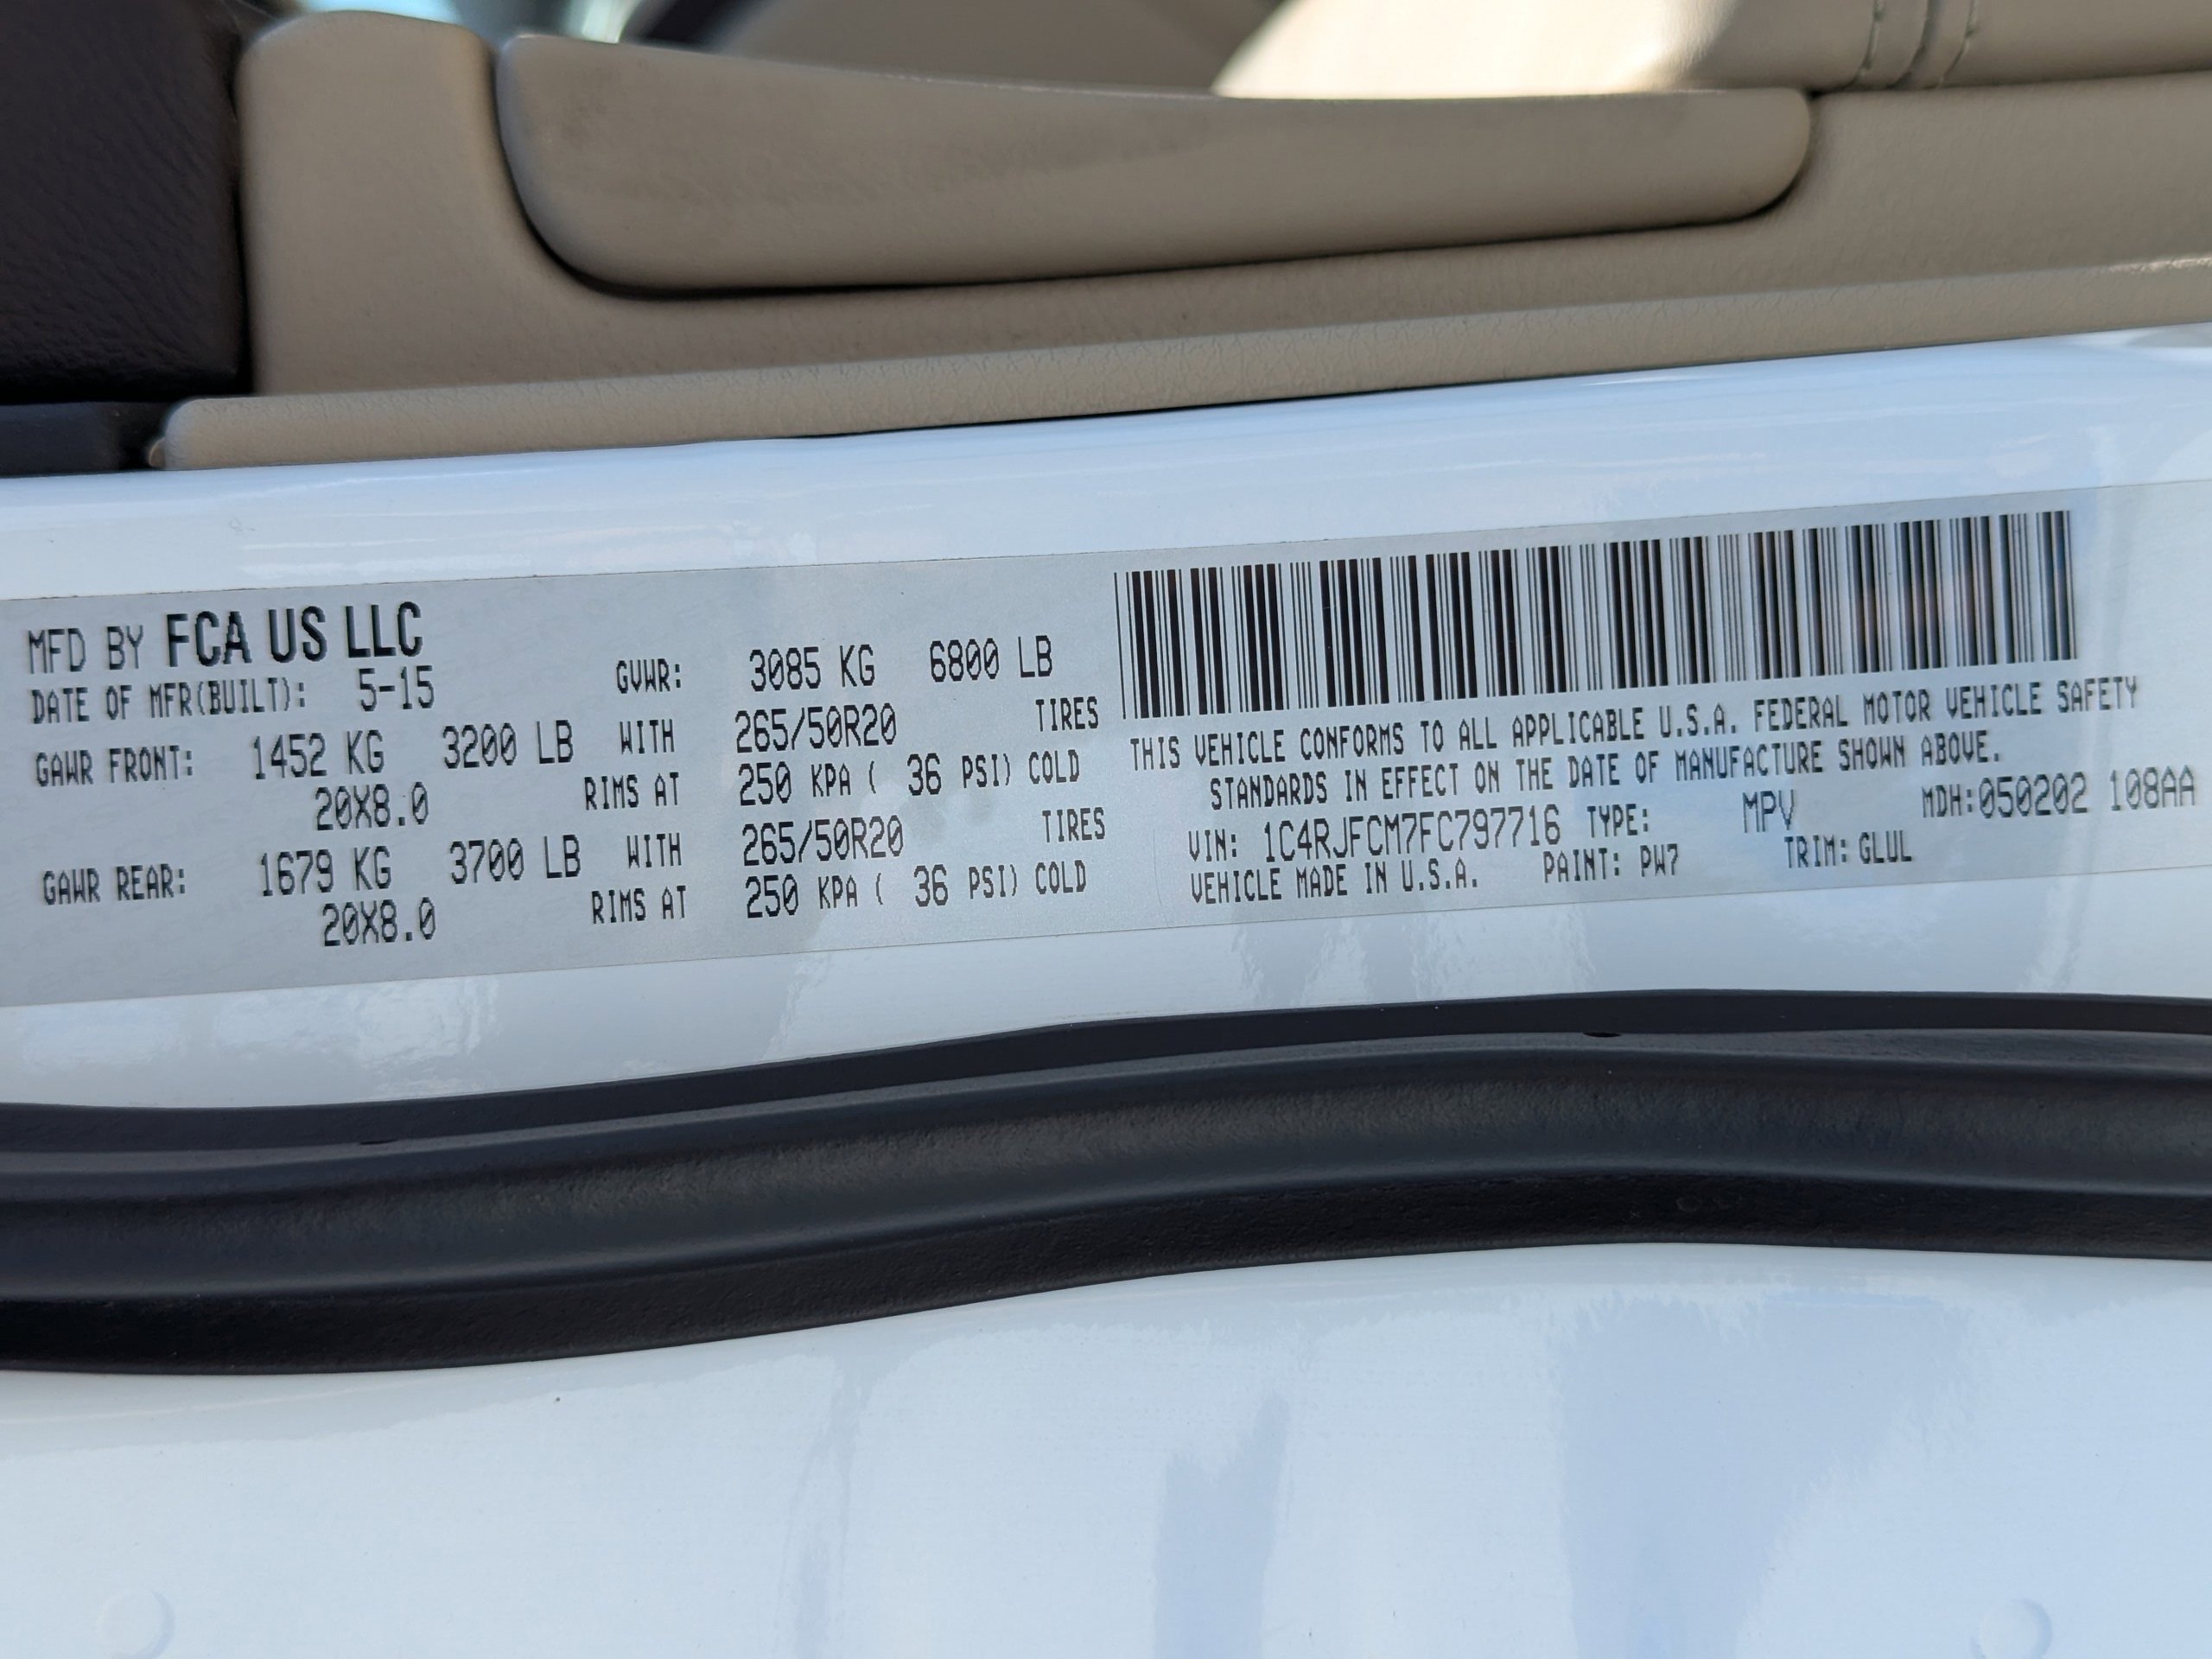 MFD BY FCA US LLC
DATE OF MFR(BUILT): 5-15 GVWR: 3085 KG 6800 LB
GAWR FRONT: 1452 KG 3200 LB WITH 265/50R20 TIRES
20X8.0 RIMS AT 250 KPA ( 36 PSI) COLD
GAWR REAR: 1679 KG 3700 LB WITH 265/50R20 TIRES
20X8.0 RIMS AT 250 KPA ( 36 PSI) COLD
THIS VEHICLE CONFORMS TO ALL APPLICABLE U.S.A. FEDERAL MOTOR VEHICLE SAFETY
STANDARDS IN EFFECT ON THE DATE OF MANUFACTURE SHOWN ABOVE.
VIN: 1C4RJFCM7FC797716 TYPE: MPV MDH:050202 108AA
VEHICLE MADE IN U.S.A. PAINT: PW7 TRIM: GLUL